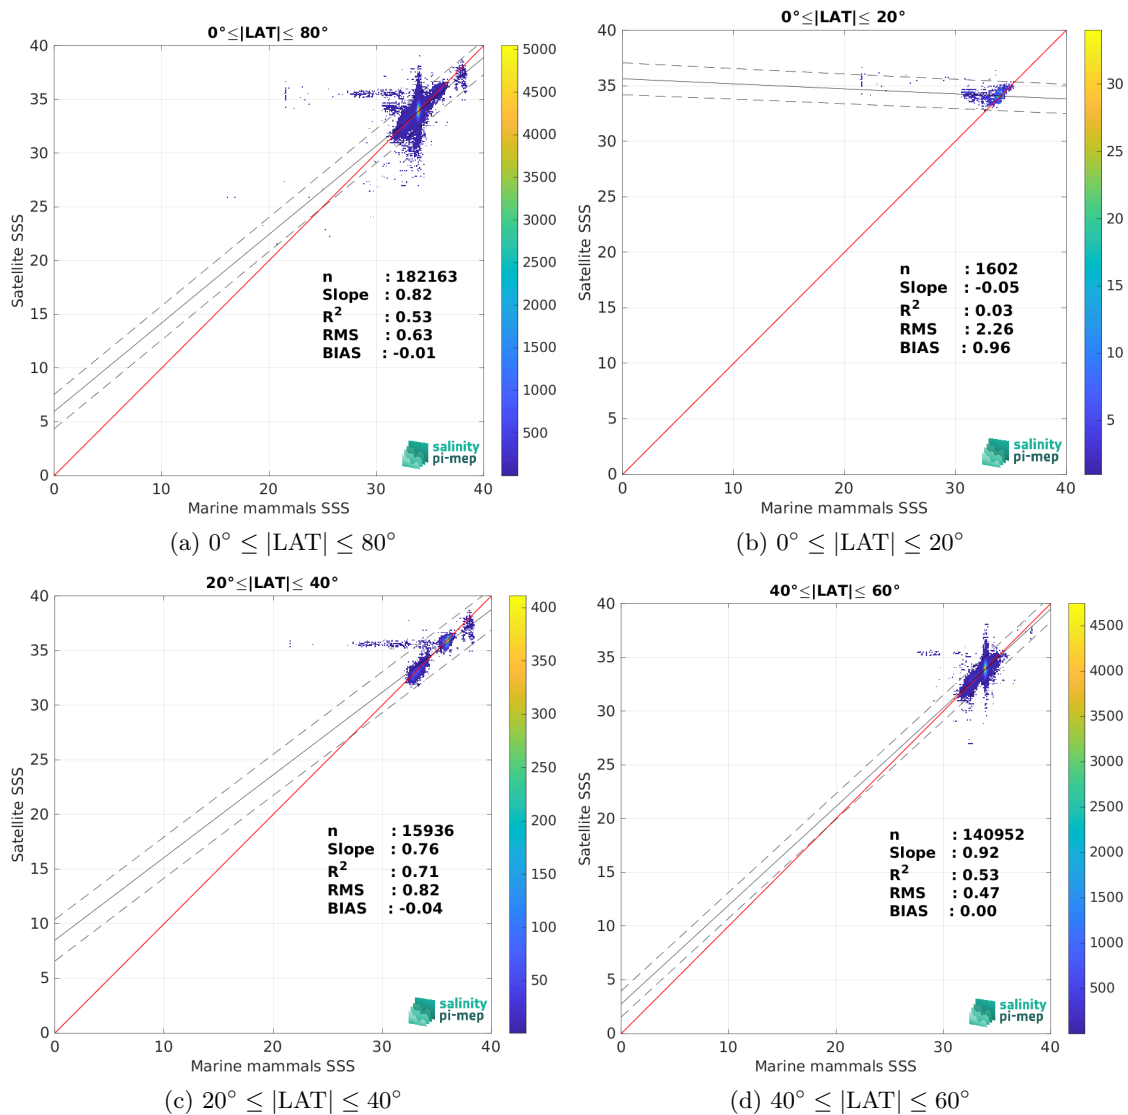 0°≤|LAT|≤ 80°
40
35
30
25
20
15
10
5
0
0
10
20
30
40
Satellite SSS
Marine mammals SSS
n : 182163
Slope : 0.82
R² : 0.53
RMS : 0.63
BIAS : -0.01
salinity
pi-mep
5000
4500
4000
3500
3000
2500
2000
1500
1000
500
(a) 0° ≤ |LAT| ≤ 80°
0°≤|LAT|≤ 20°
40
35
30
25
20
15
10
5
0
0
10
20
30
40
Satellite SSS
Marine mammals SSS
n : 1602
Slope : -0.05
R² : 0.03
RMS : 2.26
BIAS : 0.96
salinity
pi-mep
30
25
20
15
10
5
(b) 0° ≤ |LAT| ≤ 20°
20°≤|LAT|≤ 40°
40
35
30
25
20
15
10
5
0
0
10
20
30
40
Satellite SSS
Marine mammals SSS
n : 15936
Slope : 0.76
R² : 0.71
RMS : 0.82
BIAS : -0.04
salinity
pi-mep
400
350
300
250
200
150
100
50
(c) 20° ≤ |LAT| ≤ 40°
40°≤|LAT|≤ 60°
40
35
30
25
20
15
10
5
0
0
10
20
30
40
Satellite SSS
Marine mammals SSS
n : 140952
Slope : 0.92
R² : 0.53
RMS : 0.47
BIAS : 0.00
salinity
pi-mep
4500
4000
3500
3000
2500
2000
1500
1000
500
(d) 40° ≤ |LAT| ≤ 60°